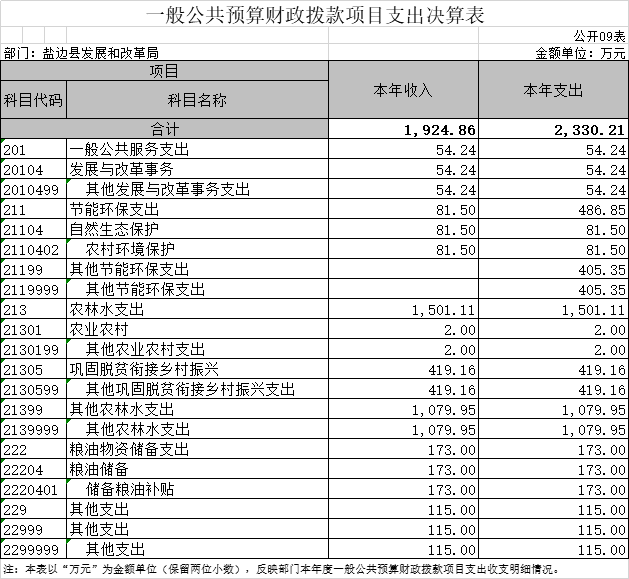 一般公共预算财政拨款项目支出决算表
公开09表
部门：盐边县发展和改革局 金额单位：万元
项目 本年收入 本年支出
科目代码 科目名称
合计 1,924.86 2,330.21
201 一般公共服务支出 54.24 54.24
20104 发展与改革事务 54.24 54.24
2010499 其他发展与改革事务支出 54.24 54.24
211 节能环保支出 81.50 486.85
21104 自然生态保护 81.50 81.50
2110402 农村环境保护 81.50 81.50
21199 其他节能环保支出 405.35
2119999 其他节能环保支出 405.35
213 农林水支出 1,501.11 1,501.11
21301 农业农村 2.00 2.00
2130199 其他农业农村支出 2.00 2.00
21305 巩固脱贫衔接乡村振兴 419.16 419.16
2130599 其他巩固脱贫衔接乡村振兴支出 419.16 419.16
21399 其他农林水支出 1,079.95 1,079.95
2139999 其他农林水支出 1,079.95 1,079.95
222 粮油物资储备支出 173.00 173.00
22204 粮油储备 173.00 173.00
2220401 储备粮油补贴 173.00 173.00
229 其他支出 115.00 115.00
22999 其他支出 115.00 115.00
2299999 其他支出 115.00 115.00
注：本表以“万元”为金额单位（保留两位小数），反映部门本年度一般公共预算财政拨款项目支出收支明细情况。